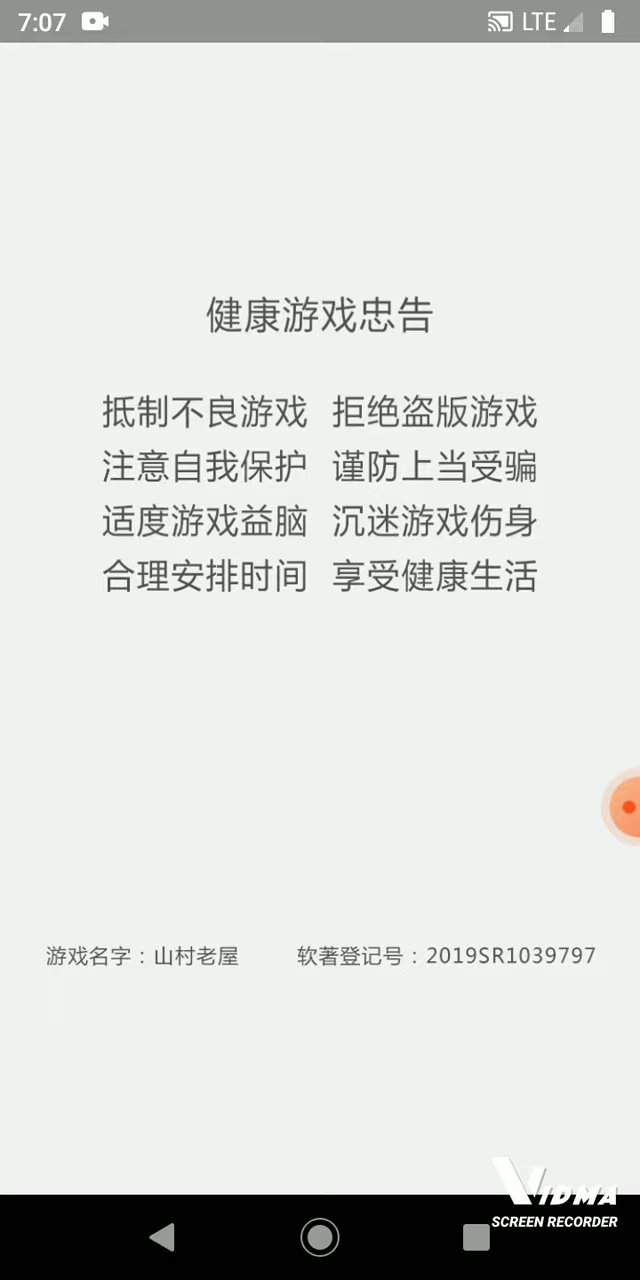 7:07 LTE
健康游戏忠告
抵制不良游戏 拒绝盗版游戏
注意自我保护 谨防上当受骗
适度游戏益脑 沉迷游戏伤身
合理安排时间 享受健康生活
游戏名字：山村老屋 软著登记号：2019SR1039797
VIDMA
SCREEN RECORDER